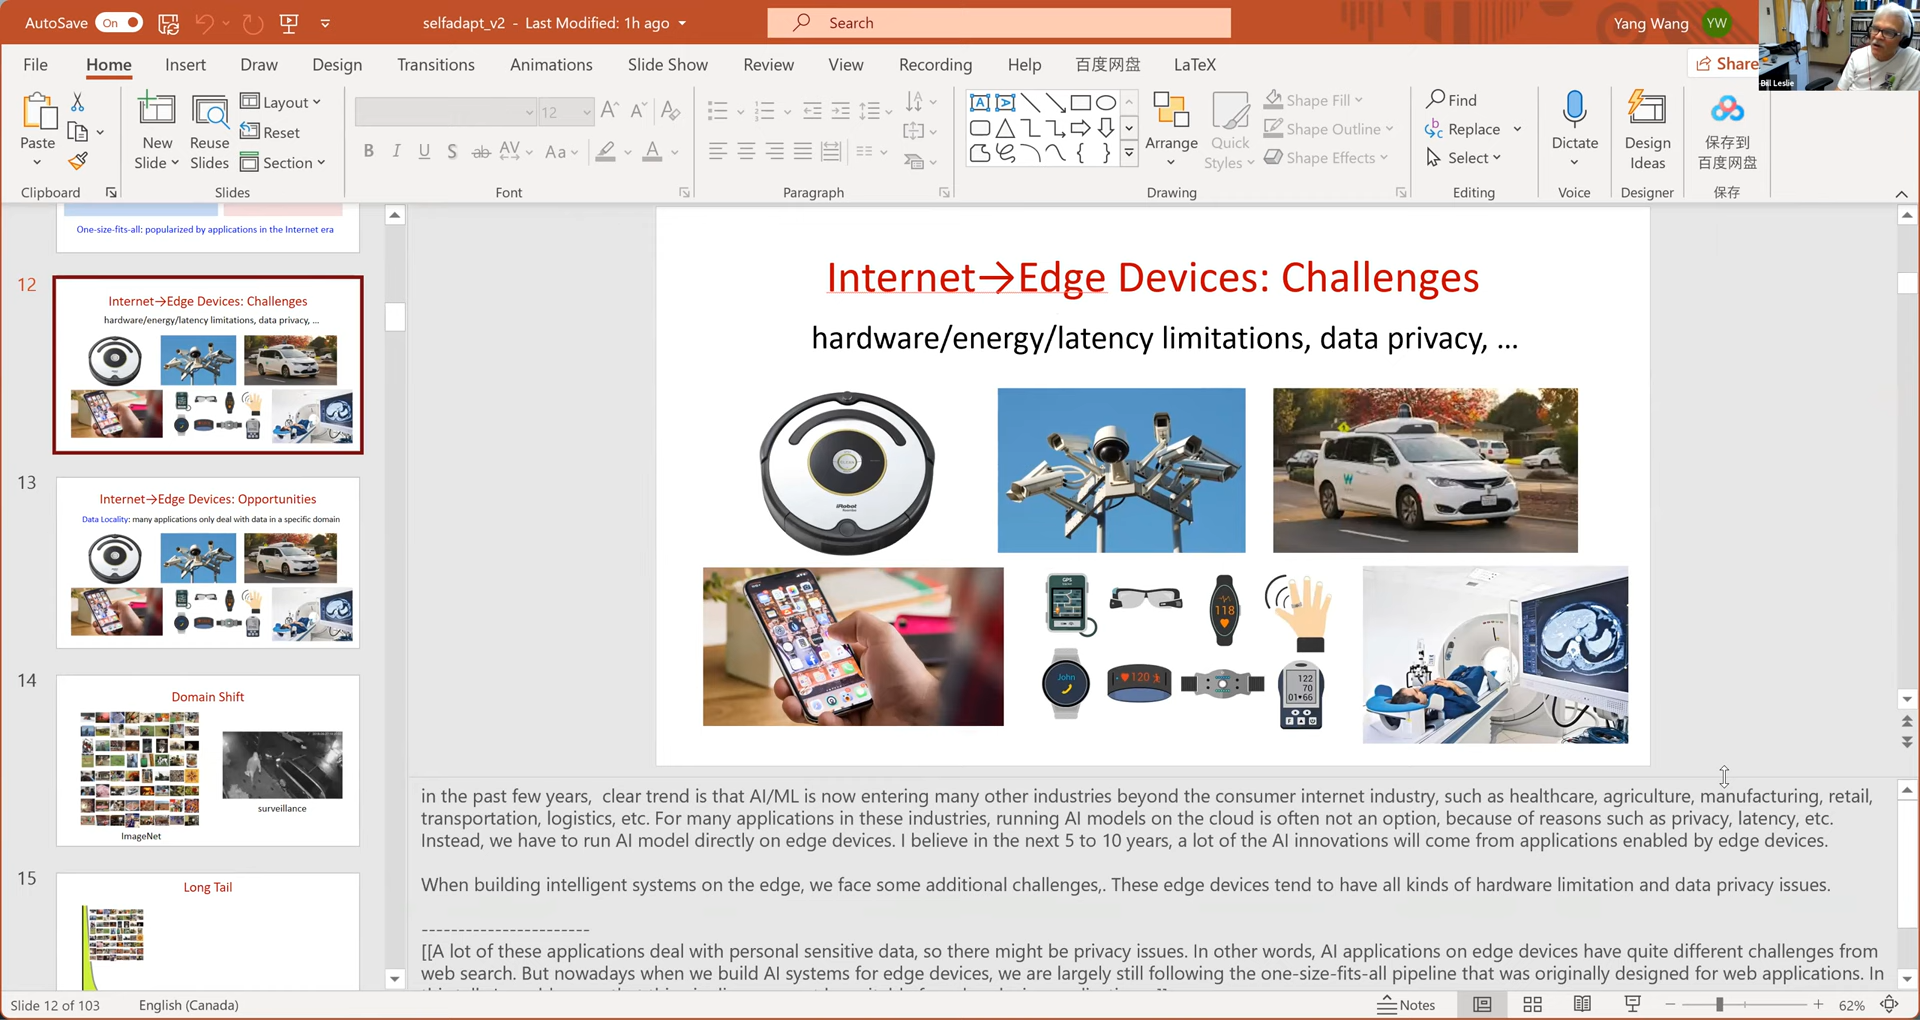 AutoSave On
selfadapt_v2 - Last Modified: 1h ago
Search
Yang Wang YW
Bill Leslie
File Home Insert Draw Design Transitions Animations Slide Show Review View Recording Help 百度网盘 LaTeX
Share
Paste
New Slide
Reuse Slides
Layout
Reset
Section
12
B I U S ab AV Aa A
Arrange
Quick Styles
Shape Fill
Shape Outline
Shape Effects
Find
Replace
Select
Dictate
Design Ideas
保存到
百度网盘
Clipboard Slides Font Paragraph Drawing Editing Voice Designer 保存
One-size-fits-all: popularized by applications in the Internet era
12
Internet→Edge Devices: Challenges
hardware/energy/latency limitations, data privacy, ...
13
Internet→Edge Devices: Opportunities
Data Locality: many applications only deal with data in a specific domain
14
Domain Shift
surveillance
ImageNet
15
Long Tail
Internet→Edge Devices: Challenges
hardware/energy/latency limitations, data privacy, ...
iRobot
GPS
118
John
120
122
70
01♥66
in the past few years,  clear trend is that AI/ML is now entering many other industries beyond the consumer internet industry, such as healthcare, agriculture, manufacturing, retail,
transportation, logistics, etc. For many applications in these industries, running AI models on the cloud is often not an option, because of reasons such as privacy, latency, etc.
Instead, we have to run AI model directly on edge devices. I believe in the next 5 to 10 years, a lot of the AI innovations will come from applications enabled by edge devices.
When building intelligent systems on the edge, we face some additional challenges,. These edge devices tend to have all kinds of hardware limitation and data privacy issues.
-----------------------
[[A lot of these applications deal with personal sensitive data, so there might be privacy issues. In other words, AI applications on edge devices have quite different challenges from
web search. But nowadays when we build AI systems for edge devices, we are largely still following the one-size-fits-all pipeline that was originally designed for web applications. In
Slide 12 of 103
English (Canada)
Notes
62%